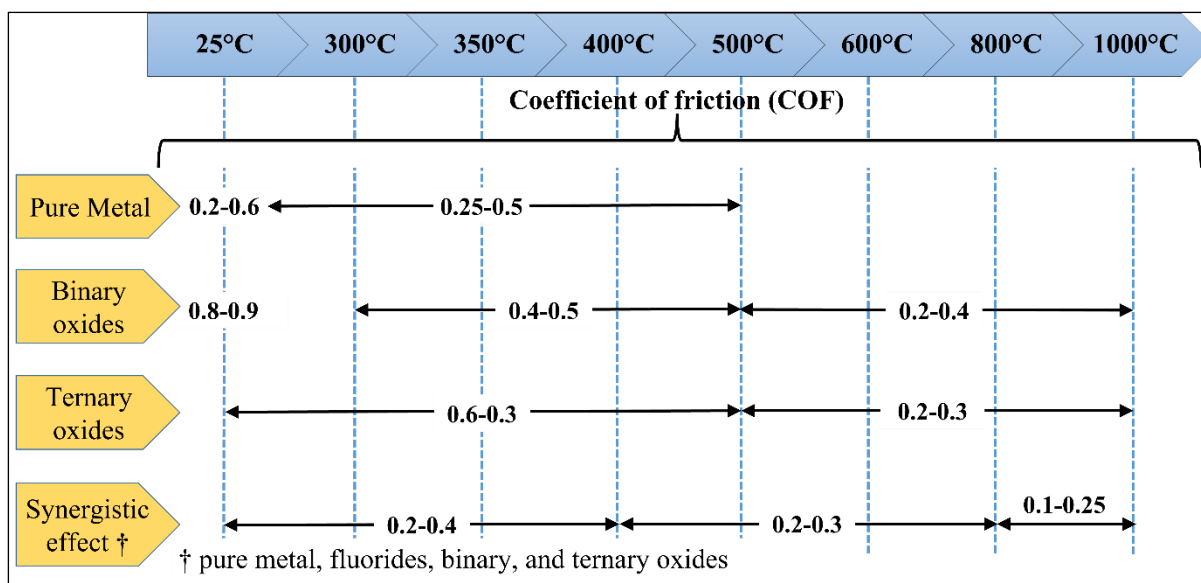 25°C 300°C 350°C 400°C 500°C 600°C 800°C 1000°C
Coefficient of friction (COF)
Pure Metal 0.2-0.6 0.25-0.5
Binary
oxides
0.8-0.9 0.4-0.5 0.2-0.4
Ternary
oxides
0.6-0.3 0.2-0.3
Synergistic
effect †
0.2-0.4 0.2-0.3 0.1-0.25
† pure metal, fluorides, binary, and ternary oxides